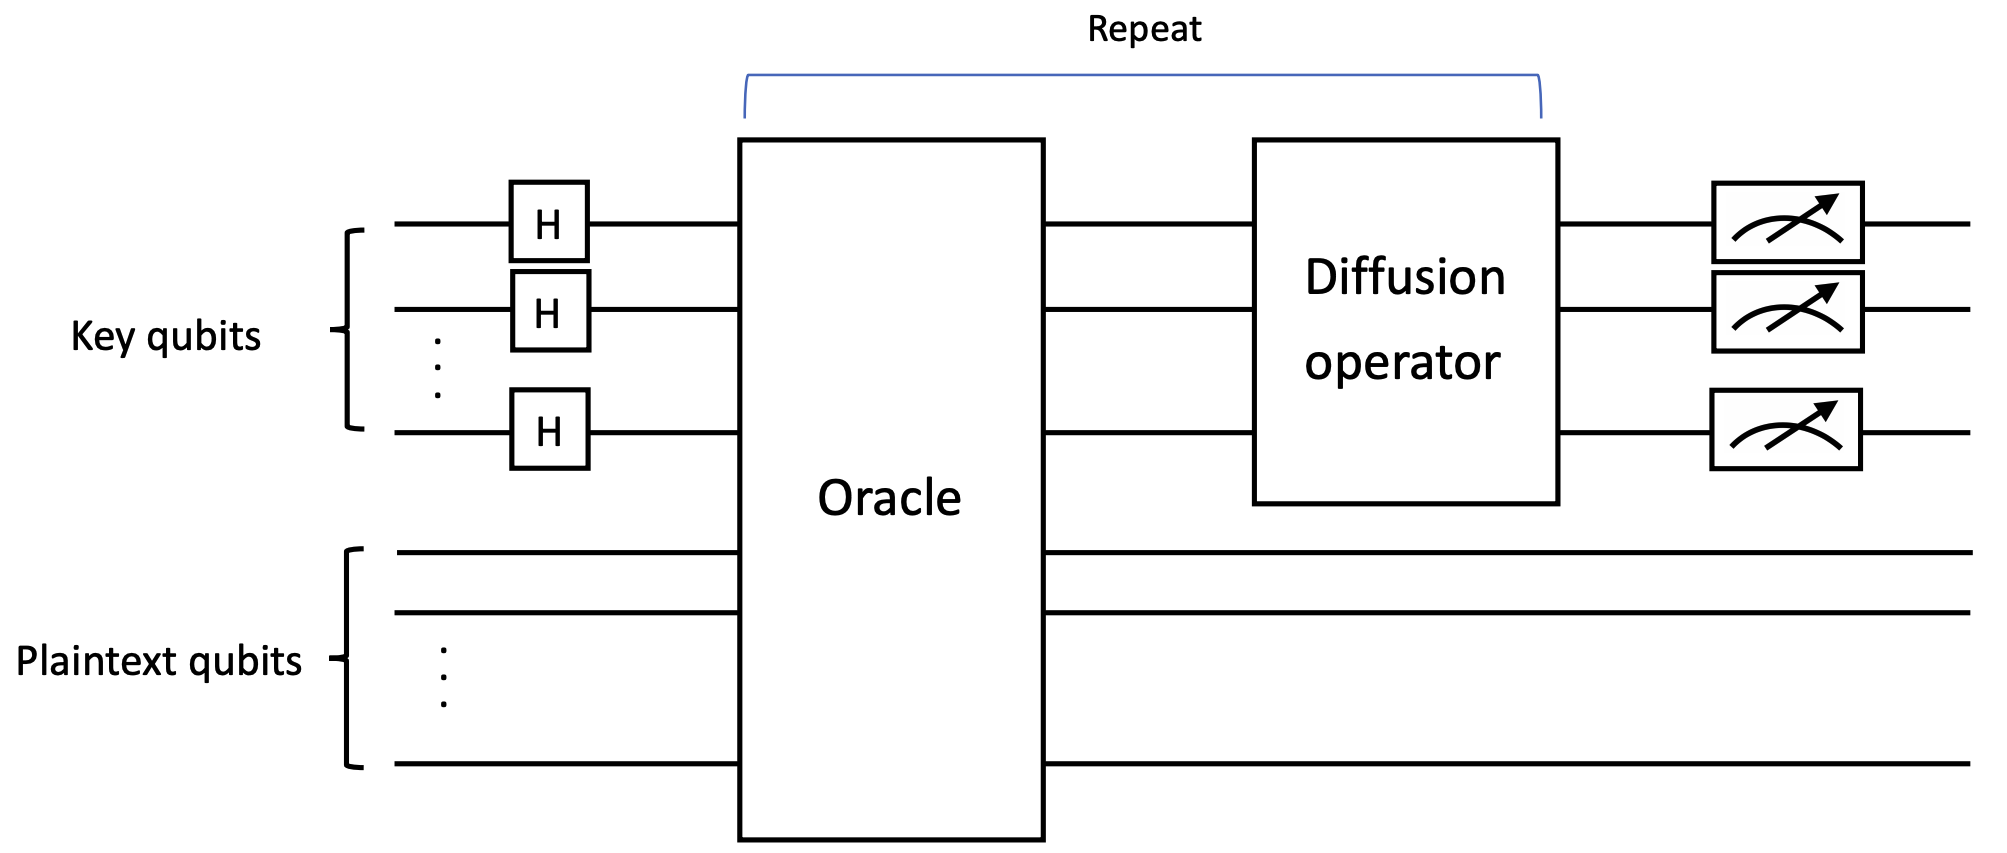 Repeat
H
H
H
Key qubits
Diffusion
operator
Oracle
Plaintext qubits